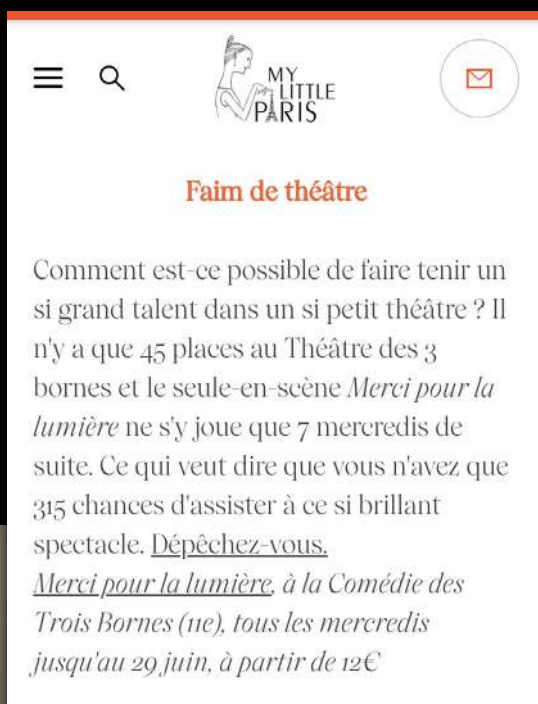 MY
LITTLE
PARIS
Faim de théâtre
Comment est-ce possible de faire tenir un
si grand talent dans un si petit théâtre ? Il
n'y a que 45 places au Théâtre des 3
bornes et le seule-en-scène Merci pour la
lumière ne s'y joue que 7 mercredis de
suite. Ce qui veut dire que vous n'avez que
315 chances d'assister à ce si brillant
spectacle. Dépêchez-vous.
Merci pour la lumière, à la Comédie des
Trois Bornes (11e), tous les mercredis
jusqu'au 29 juin, à partir de 12€